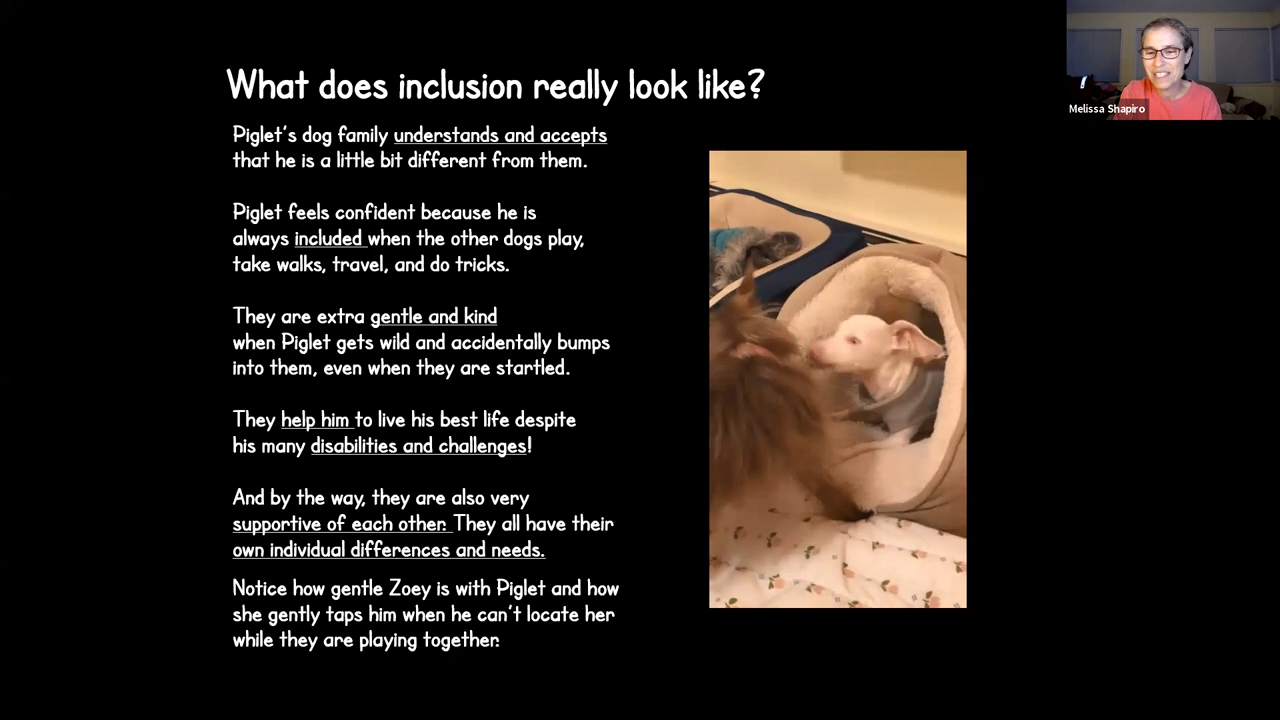 What does inclusion really look like?
Piglet's dog family understands and accepts
that he is a little bit different from them.
Piglet feels confident because he is
always included when the other dogs play,
take walks, travel, and do tricks.
They are extra gentle and kind
when Piglet gets wild and accidentally bumps
into them, even when they are startled.
They help him to live his best life despite
his many disabilities and challenges!
And by the way, they are also very
supportive of each other. They all have their
own individual differences and needs.
Notice how gentle Zoey is with Piglet and how
she gently taps him when he can't locate her
while they are playing together.
Melissa Shapiro